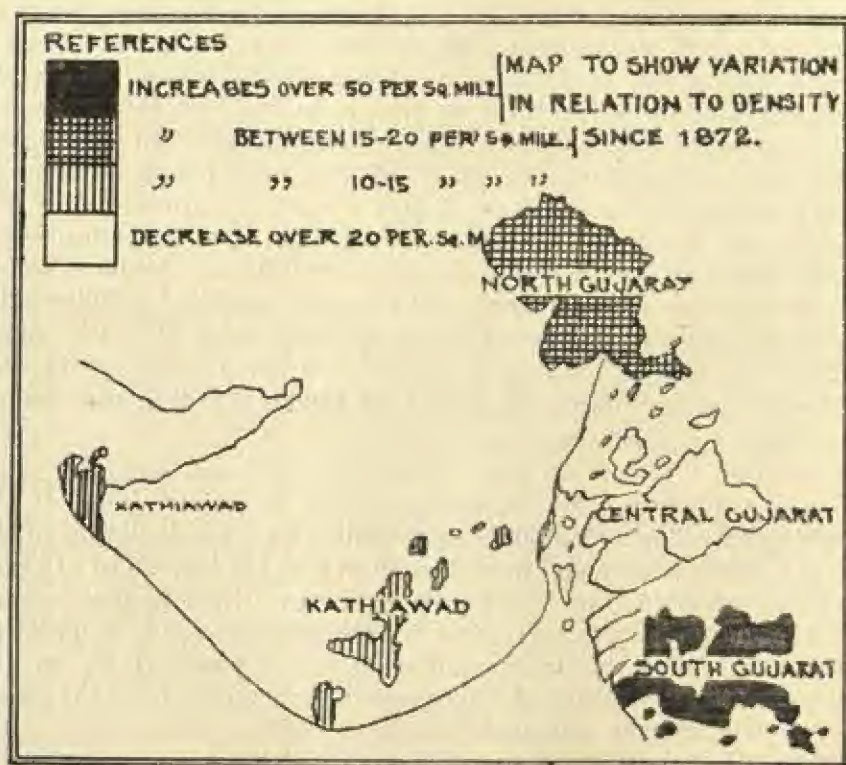 REFERENCES
INCREASES OVER 50 PER SQ. MILE
" BETWEEN 15-20 PER SQ. MILE.
" " 10-15 " " "
DECREASE OVER 20 PER. SQ. M
MAP TO SHOW VARIATION
IN RELATION TO DENSITY
SINCE 1872.
NORTH GUJARAT
KATHIAWAD
CENTRAL GUJARAT
KATHIAWAD
SOUTH GUJARAT